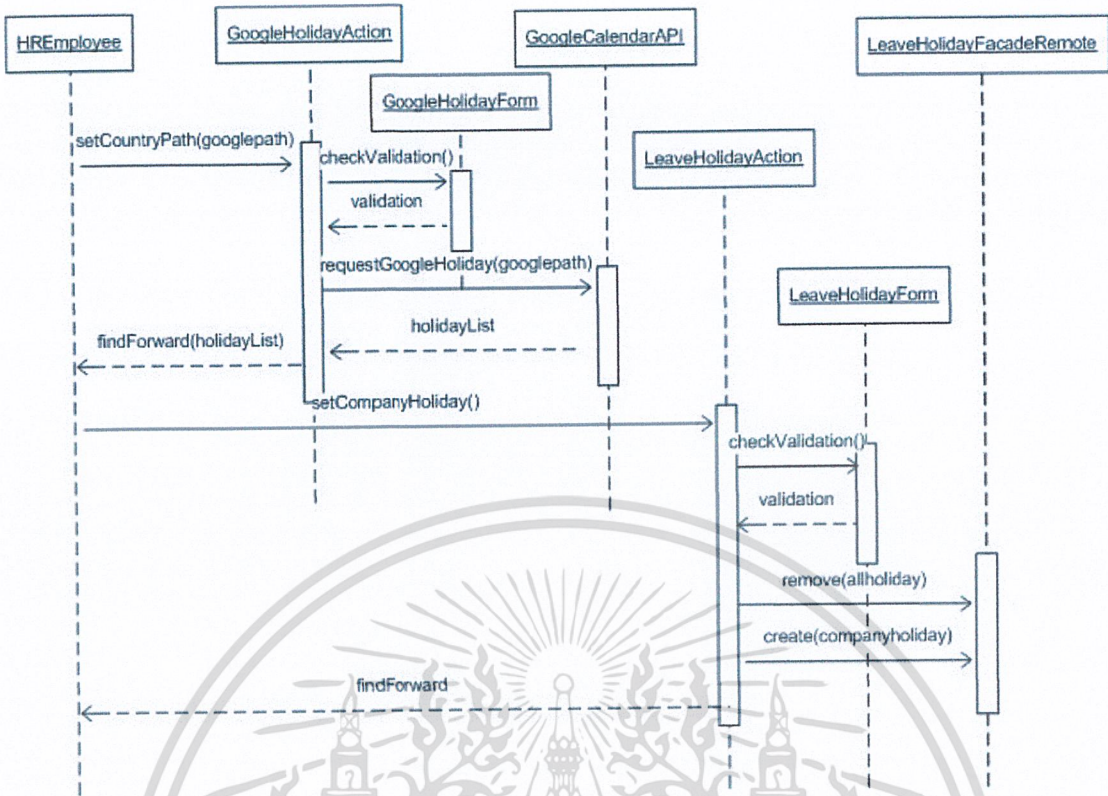 HREmployee
GoogleHolidayAction
GoogleCalendarAPI
LeaveHolidayFacadeRemote
GoogleHolidayForm
setCountryPath(googlepath)
checkValidation()
LeaveHolidayAction
validation
requestGoogleHoliday(googlepath)
LeaveHolidayForm
holidayList
findForward(holidayList)
setCompanyHoliday()
checkValidation()
validation
remove(allholiday)
create(companyholiday)
findForward